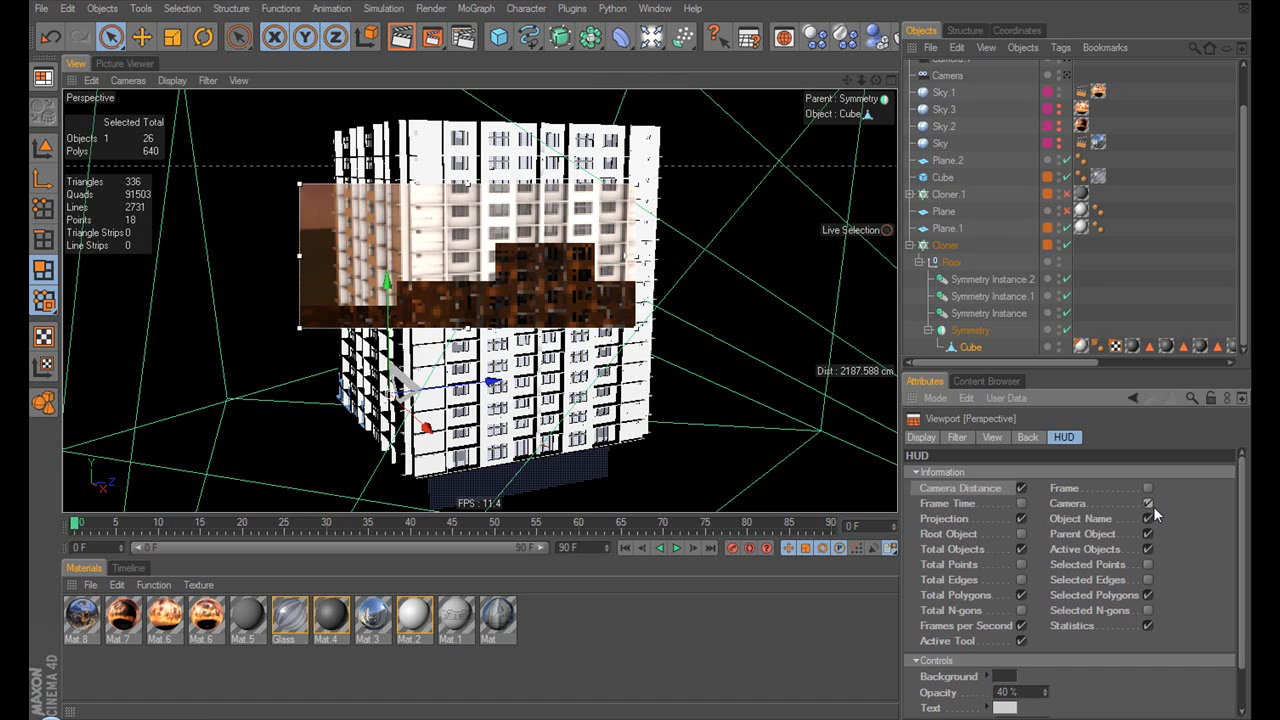 File Edit Objects Tools Selection Structure Functions Animation Simulation Render MoGraph Character Plugins Python Window Help
View Picture Viewer
Edit Cameras Display Filter View
Perspective
Selected Total
Objects 1 26
Polys 640
Triangles 336
Quads 91503
Lines 2731
Points 18
Triangle Strips 0
Line Strips 0
Parent : Symmetry
Object : Cube
Live Selection
Dist : 2187.588 cm
FPS : 11.4
Y
Z
X
0 5 10 15 20 25 30 35 40 45 50 55 60 65 70 75 80 85 90 0 F
0 F 0 F 90 F 90 F
Materials Timeline
File Edit Function Texture
Mat.8 Mat.7 Mat.6 Mat.6 Mat.5 Glass Mat.4 Mat.3 Mat.2 Mat.1 Mat
MAXON
CINEMA 4D
Objects Structure Coordinates
File Edit View Objects Tags Bookmarks
Camera
Sky.1
Sky.3
Sky.2
Sky
Plane.2
Cube
Cloner.1
Plane
Plane.1
Cloner
Floor
Symmetry Instance.2
Symmetry Instance.1
Symmetry Instance
Symmetry
Cube
Attributes Content Browser
Mode Edit User Data
Viewport [Perspective]
Display Filter View Back HUD
HUD
Information
Camera Distance Frame
Frame Time Camera
Projection Object Name
Root Object Parent Object
Total Objects Active Objects
Total Points Selected Points
Total Edges Selected Edges
Total Polygons Selected Polygons
Total N-gons Selected N-gons
Frames per Second Statistics
Active Tool
Controls
Background
Opacity 40 %
Text